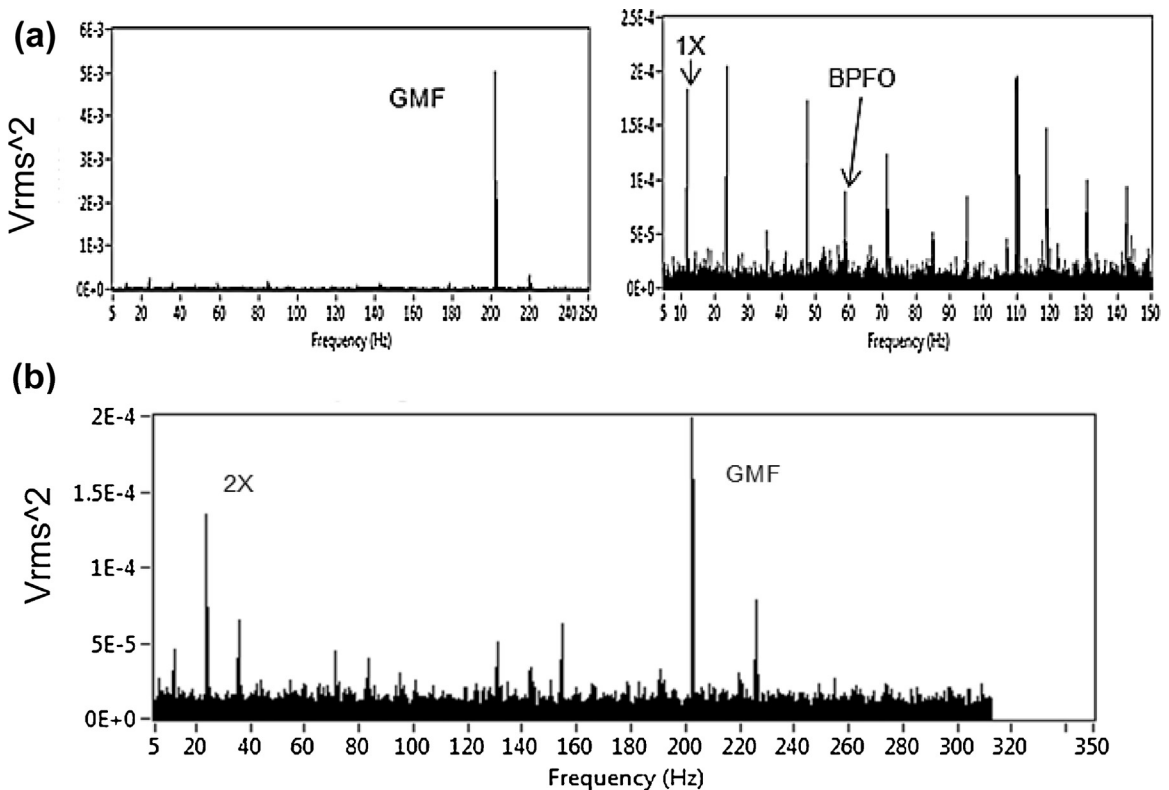 (a)
Vrms^2
6E-3
5E-3
4E-3
3E-3
2E-3
1E-3
0E+0
GMF
5 20 40 60 80 100 120 140 160 180 200 220 240 250
Frequency (Hz)
2.5E-4
2E-4
1.5E-4
1E-4
5E-5
0E+0
1X
BPFO
5 10 20 30 40 50 60 70 80 90 100 110 120 130 140 150
Frequency (Hz)
(b)
Vrms^2
2E-4
1.5E-4
1E-4
5E-5
0E+0
2X
GMF
5 20 40 60 80 100 120 140 160 180 200 220 240 260 280 300 320 350
Frequency (Hz)